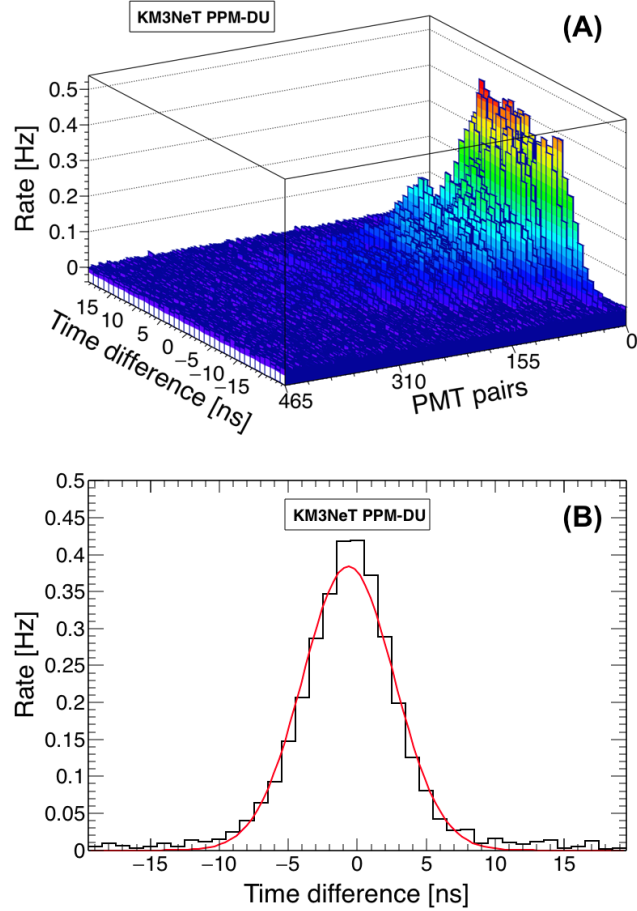 KM3NeT PPM-DU
(A)
0.5
0.4
0.3
0.2
0.1
0
Rate [Hz]
15
10
5
0
−5
−10
−15
Time difference [ns]
465
310
155
0
PMT pairs
KM3NeT PPM-DU
(B)
0.5
0.45
0.4
0.35
0.3
0.25
0.2
0.15
0.1
0.05
0
Rate [Hz]
−15 −10 −5 0 5 10 15
Time difference [ns]